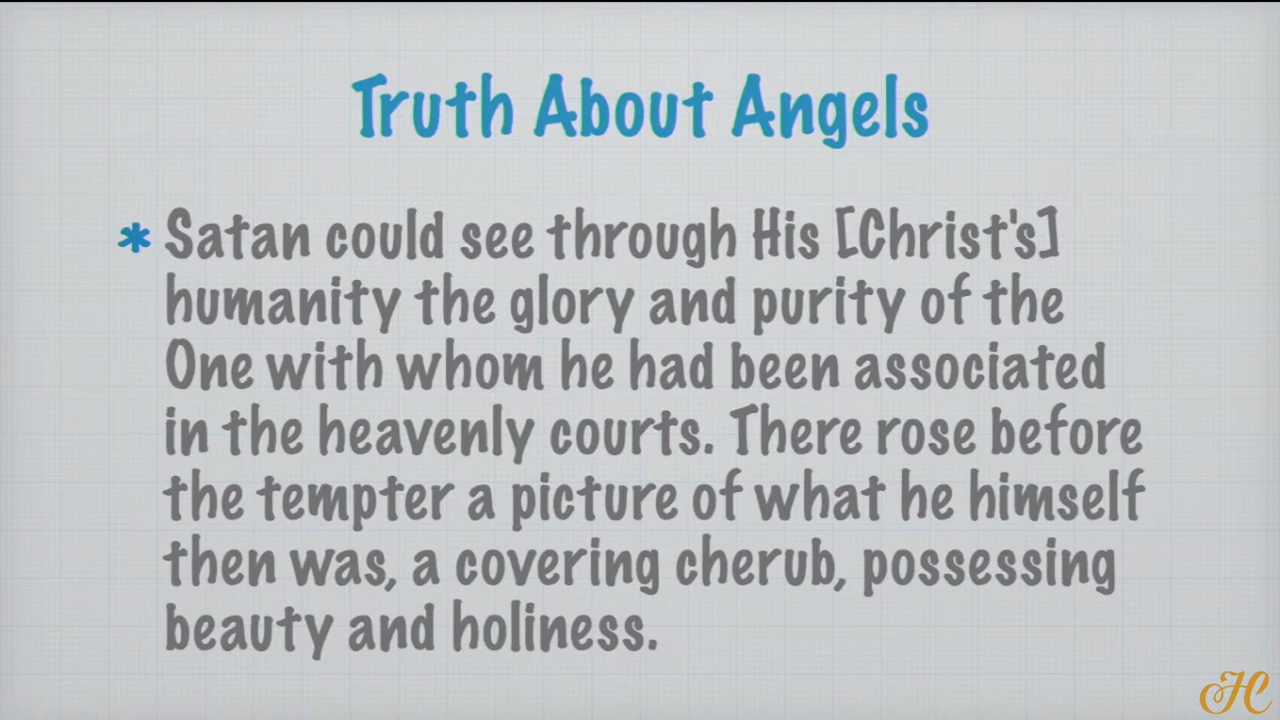 Truth About Angels
* Satan could see through His [Christ's]
humanity the glory and purity of the
One with whom he had been associated
in the heavenly courts. There rose before
the tempter a picture of what he himself
then was, a covering cherub, possessing
beauty and holiness.
HC